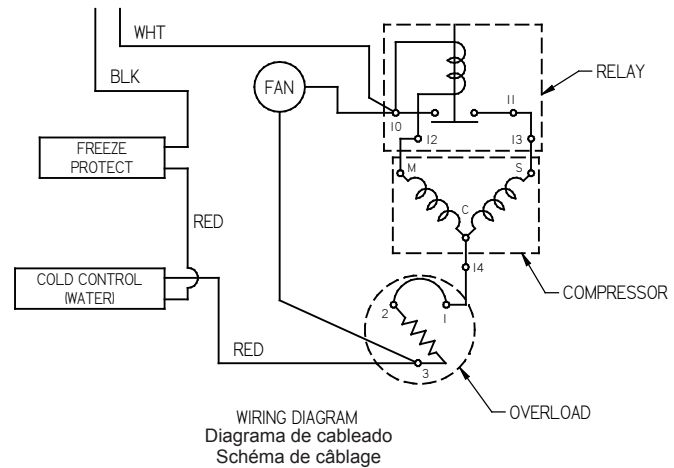 WHT
BLK
FAN
RELAY
10
11
12
13
FREEZE
PROTECT
M
S
C
RED
14
COLD CONTROL
(WATER)
COMPRESSOR
2
1
RED
3
OVERLOAD
WIRING DIAGRAM
Diagrama de cableado
Schéma de câblage